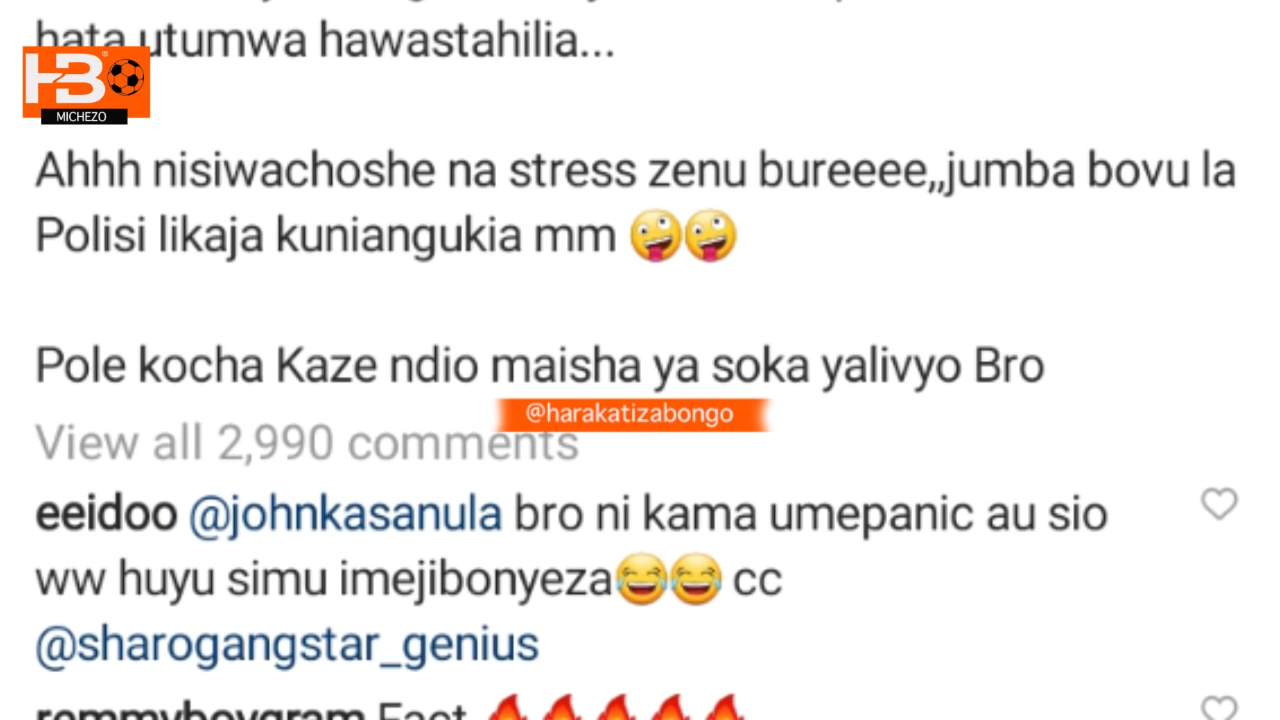 hata utumwa hawastahilia...
HBO
MICHEZO
Ahhh nisiwachoshe na stress zenu bureeee,,jumba bovu la
Polisi likaja kuniangukia mm 🤪🤪
Pole kocha Kaze ndio maisha ya soka yalivyo Bro
@harakatizabongo
View all 2,990 comments
eeidoo @johnkasanula bro ni kama umepanic au sio
ww huyu simu imejibonyeza😂😂 cc
@sharogangstar_genius
remmyboygram Fact 🔥🔥🔥🔥🔥